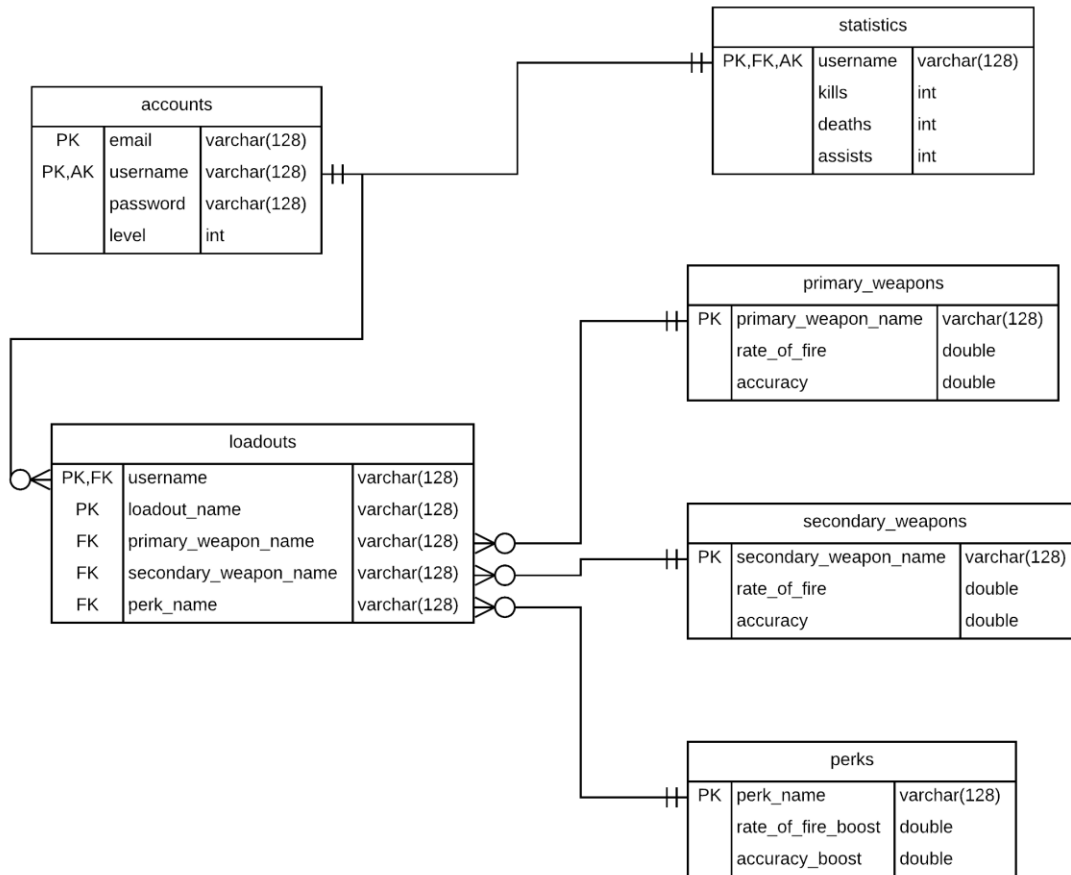 statistics
PK,FK,AK username varchar(128)
kills int
deaths int
assists int
accounts
PK email varchar(128)
PK,AK username varchar(128)
password varchar(128)
level int
primary_weapons
PK primary_weapon_name varchar(128)
rate_of_fire double
accuracy double
loadouts
PK,FK username varchar(128)
PK loadout_name varchar(128)
FK primary_weapon_name varchar(128)
FK secondary_weapon_name varchar(128)
FK perk_name varchar(128)
secondary_weapons
PK secondary_weapon_name varchar(128)
rate_of_fire double
accuracy double
perks
PK perk_name varchar(128)
rate_of_fire_boost double
accuracy_boost double